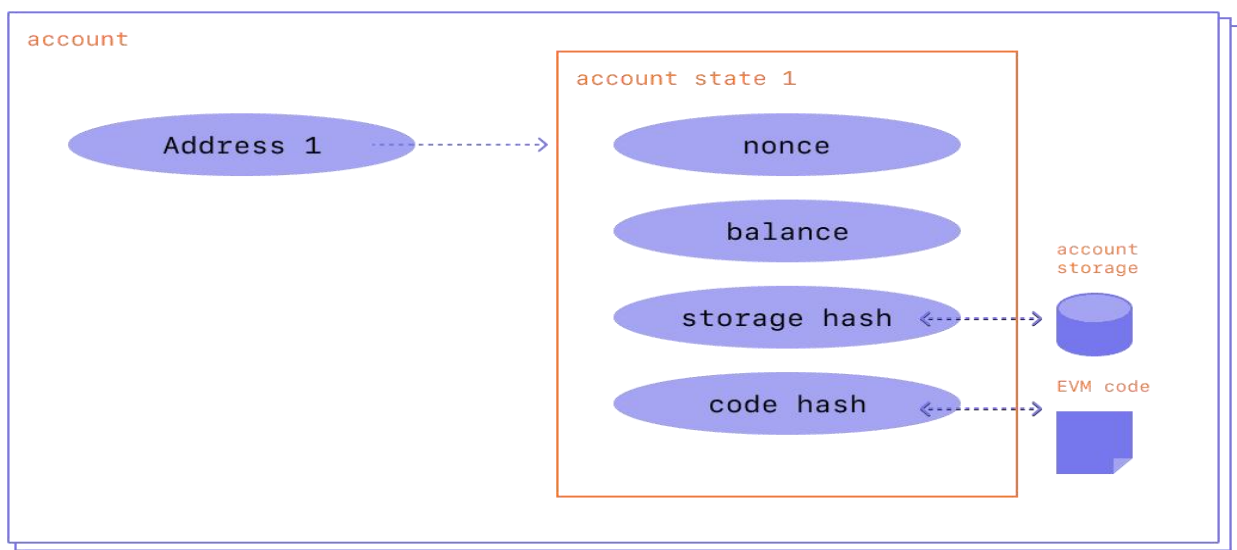 account
account state 1
Address 1
nonce
balance
account
storage
storage hash
EVM code
code hash